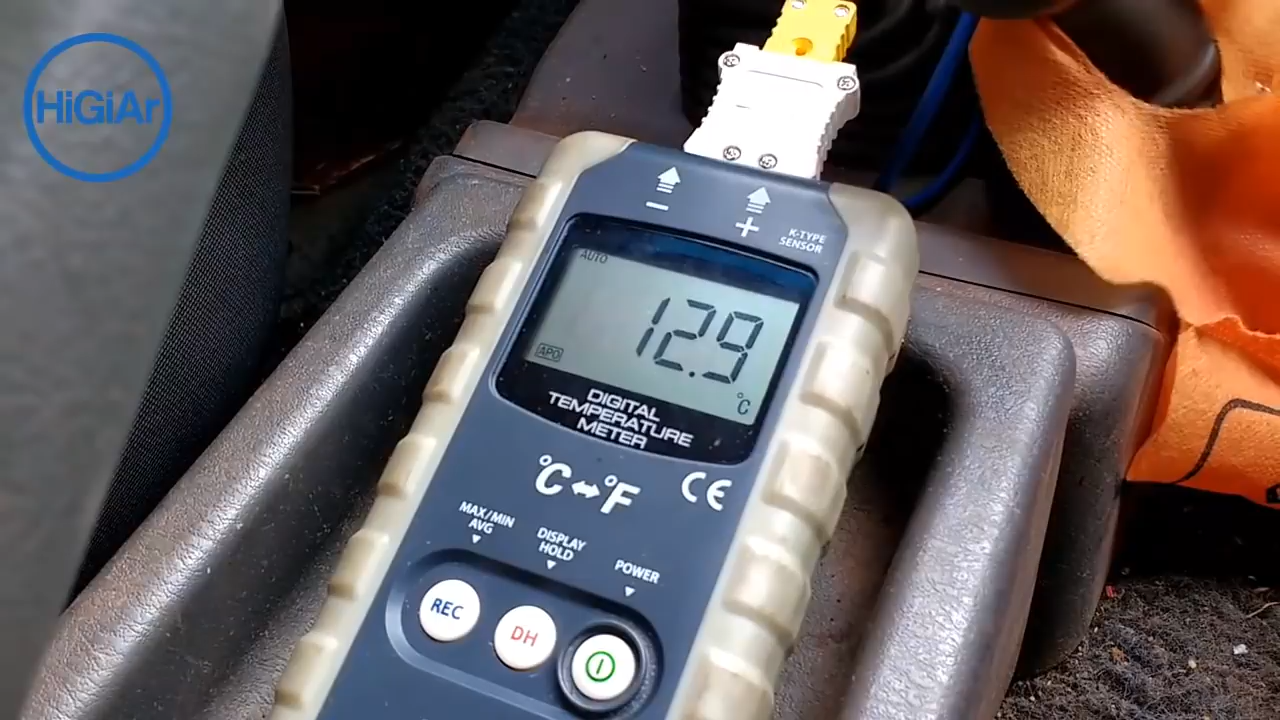 HiGiAr
−
+
K-TYPE
SENSOR
AUTO
12.9
APO
°C
DIGITAL
TEMPERATURE
METER
°C↔°F
CE
MAX/MIN
AVG
DISPLAY
HOLD
POWER
REC
DH